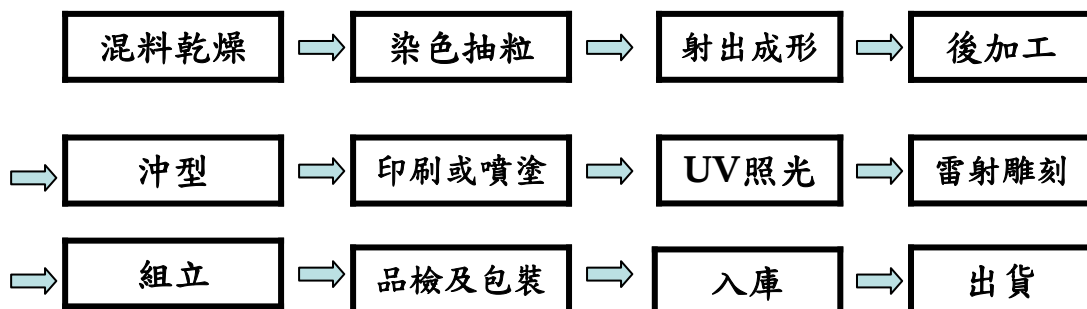 混料乾燥
染色抽粒
射出成形
後加工
沖型
印刷或噴塗
UV照光
雷射雕刻
組立
品檢及包裝
入庫
出貨